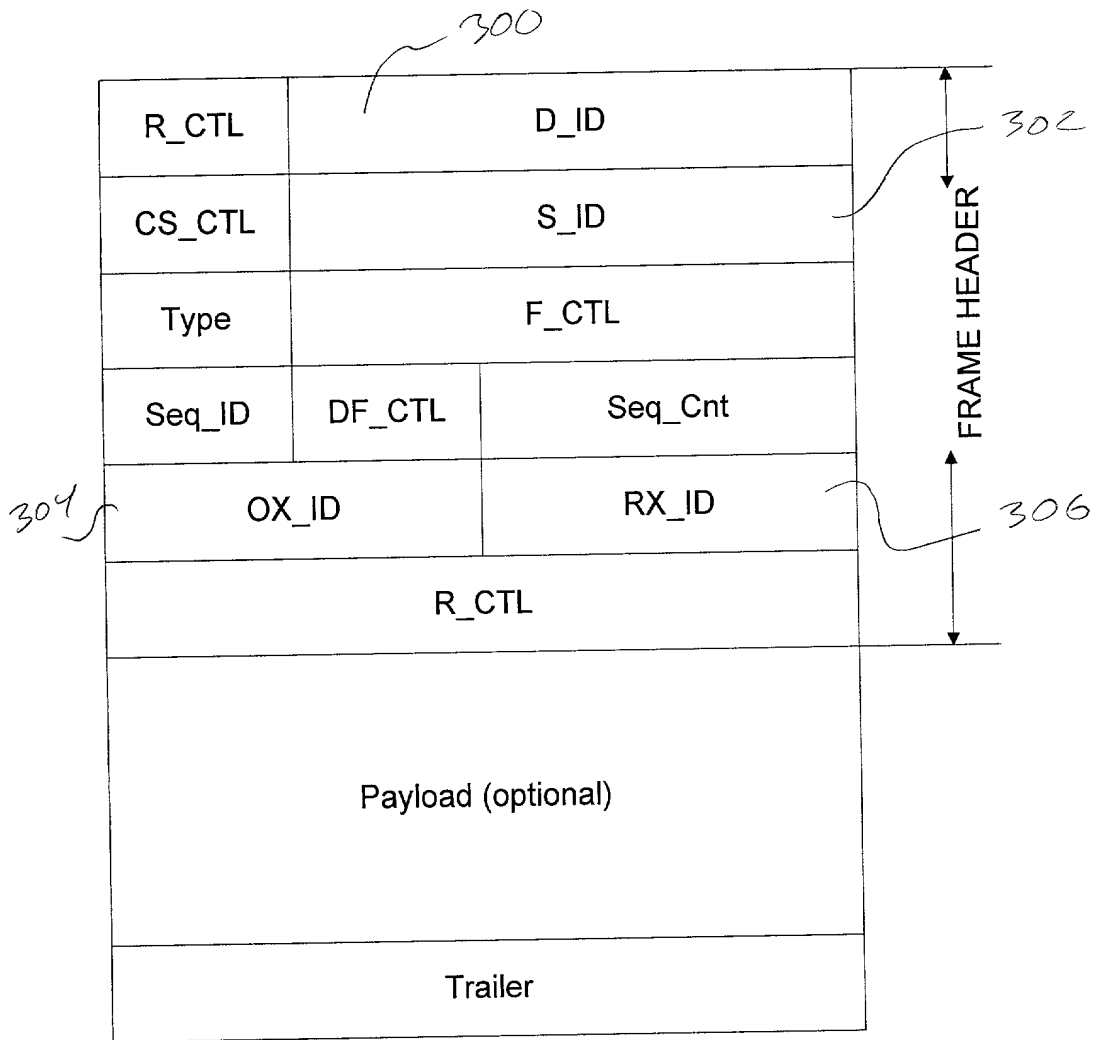 300
R_CTL D_ID
302
CS_CTL S_ID
Type F_CTL
FRAME HEADER
Seq_ID DF_CTL Seq_Cnt
304 OX_ID RX_ID 306
R_CTL
Payload (optional)
Trailer